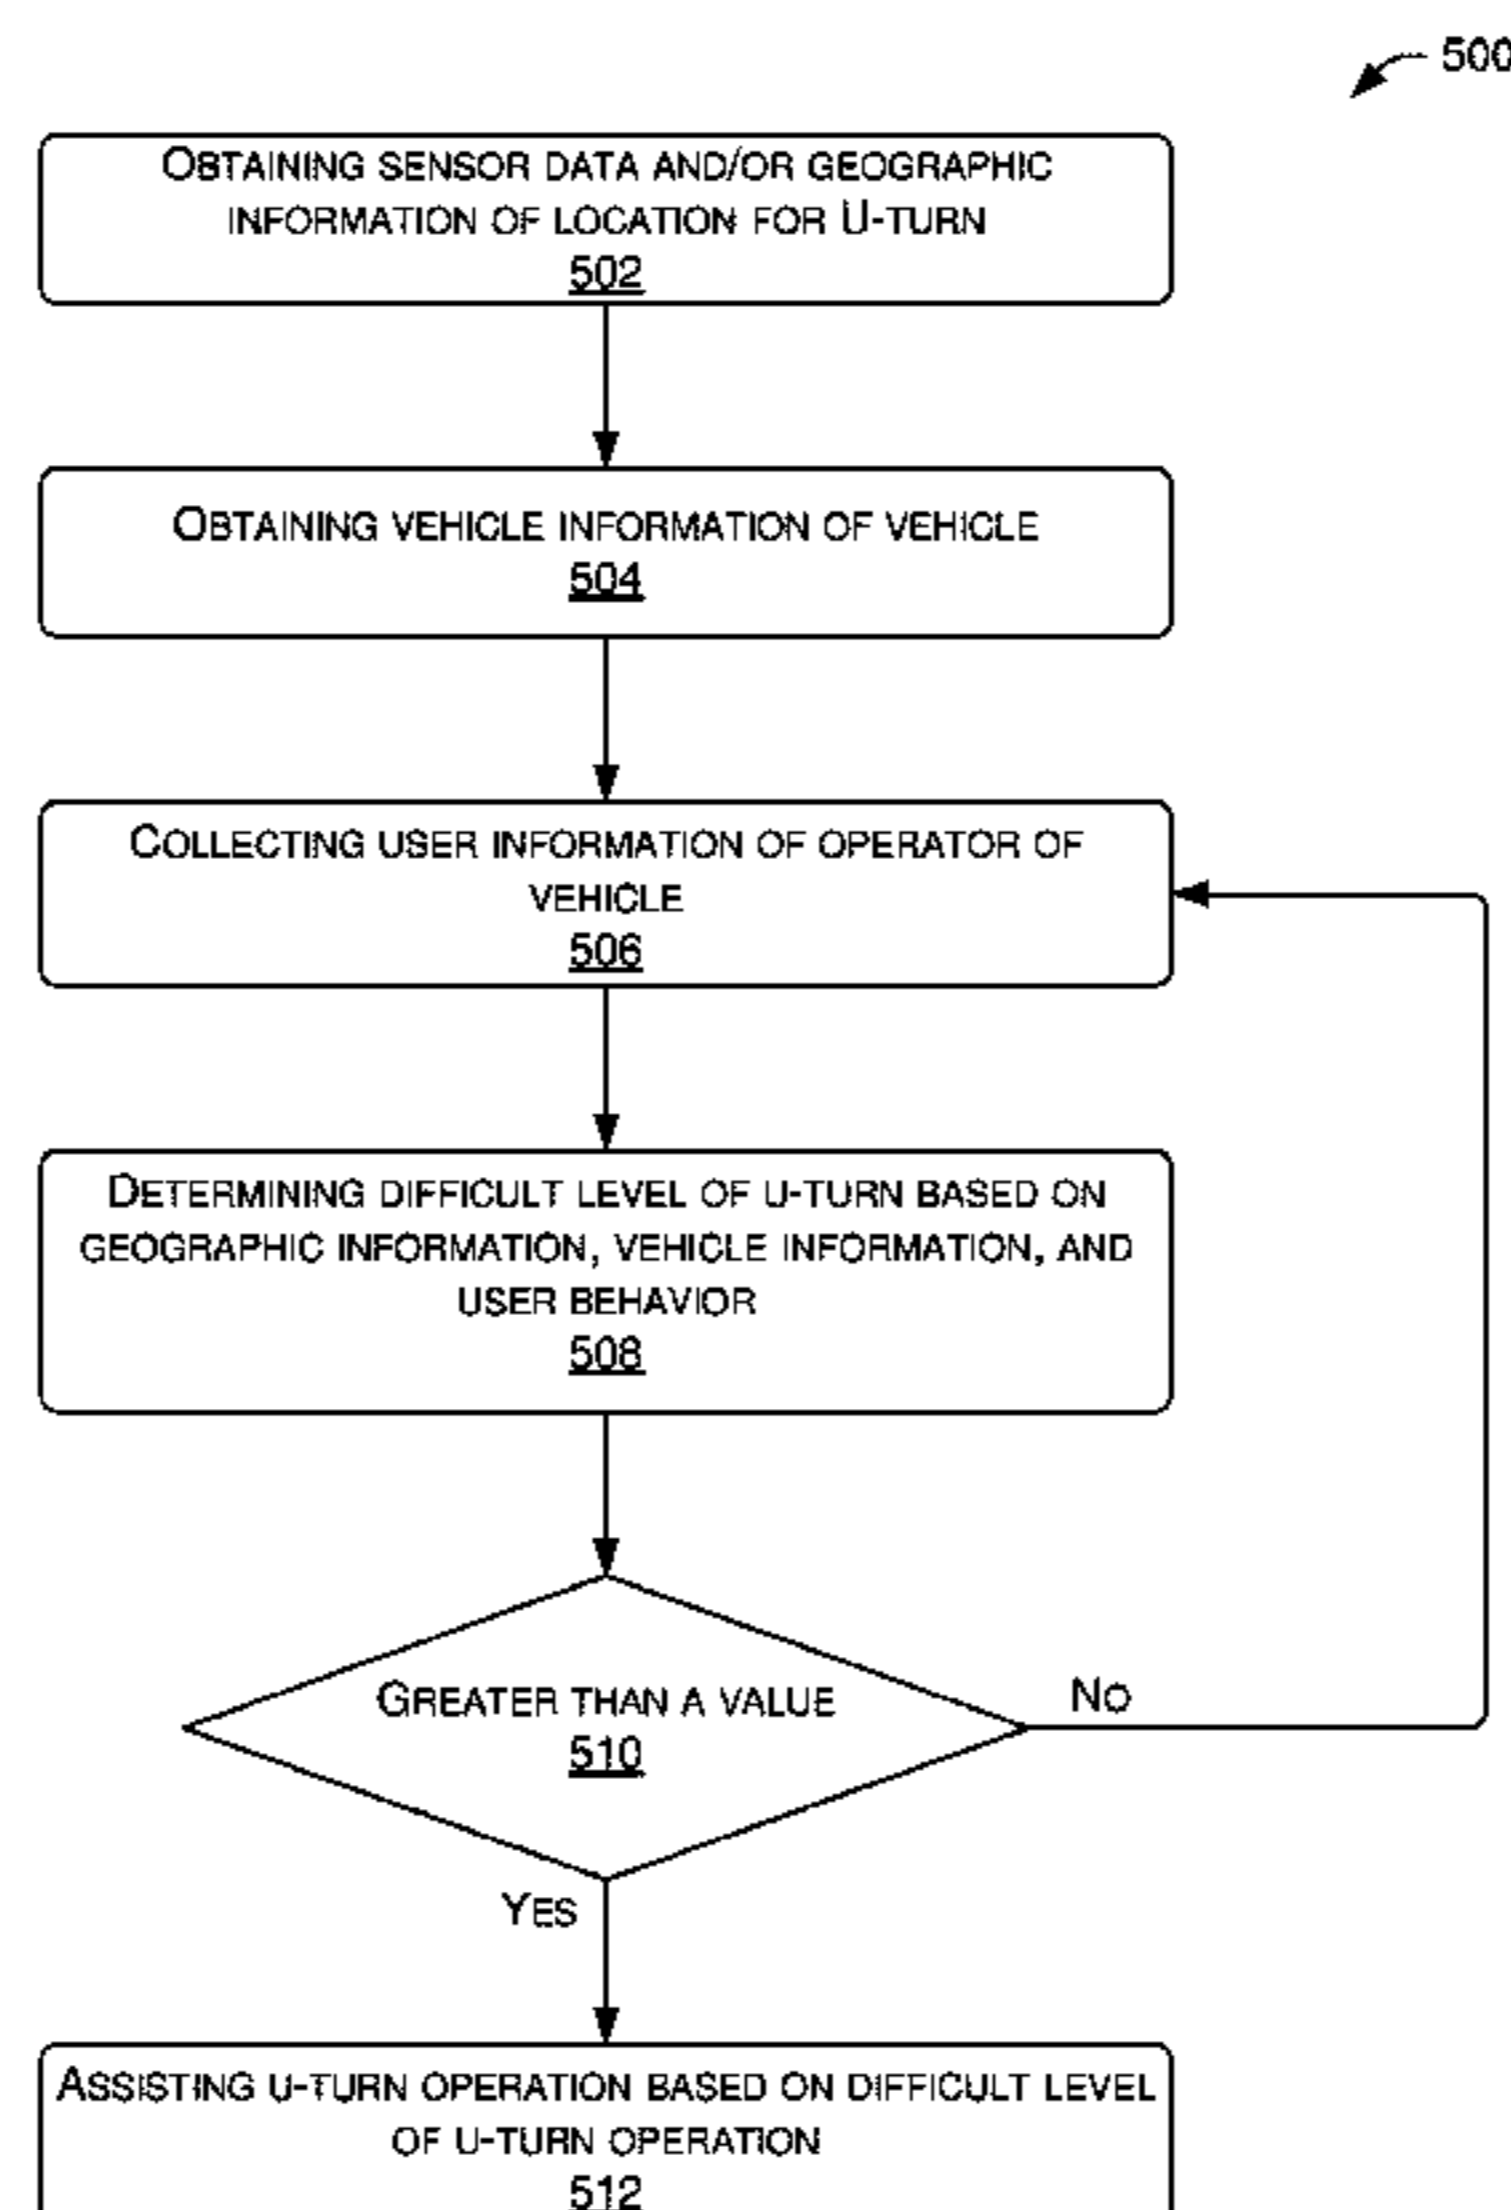 500
OBTAINING SENSOR DATA AND/OR GEOGRAPHIC
INFORMATION OF LOCATION FOR U-TURN
502
OBTAINING VEHICLE INFORMATION OF VEHICLE
504
COLLECTING USER INFORMATION OF OPERATOR OF
VEHICLE
506
DETERMINING DIFFICULT LEVEL OF U-TURN BASED ON
GEOGRAPHIC INFORMATION, VEHICLE INFORMATION, AND
USER BEHAVIOR
508
GREATER THAN A VALUE
510
NO
YES
ASSISTING U-TURN OPERATION BASED ON DIFFICULT LEVEL
OF U-TURN OPERATION
512